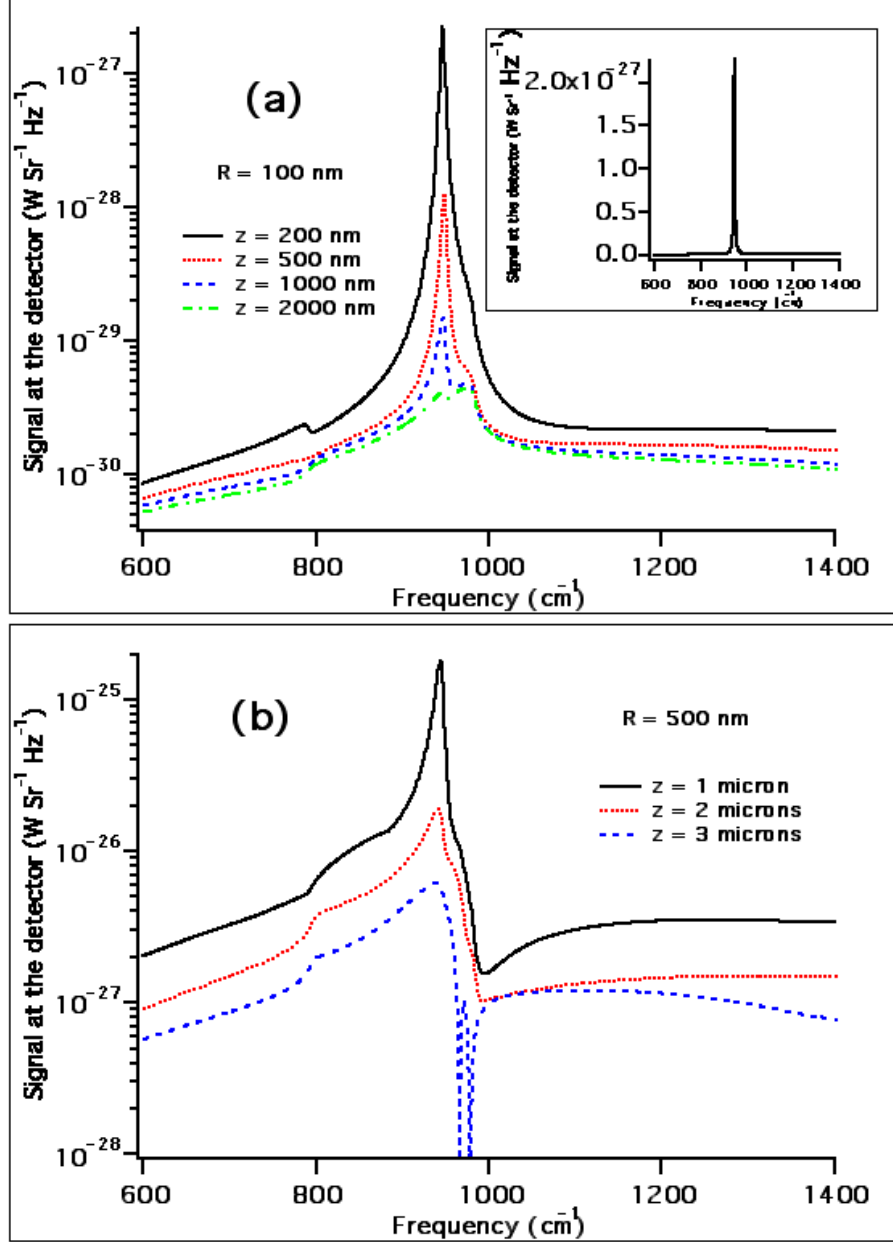 (a)
R = 100 nm
z = 200 nm
z = 500 nm
z = 1000 nm
z = 2000 nm
Signal at the detector (W Sr⁻¹ Hz⁻¹)
10⁻²⁷
10⁻²⁸
10⁻²⁹
10⁻³⁰
600 800 1000 1200 1400
Frequency (cm⁻¹)
Signal at the detector (W Sr⁻¹ Hz⁻¹)
2.0x10⁻²⁷
1.5
1.0
0.5
0.0
600 800 1000 1200 1400
Frequency (cm⁻¹)
(b)
R = 500 nm
z = 1 micron
z = 2 microns
z = 3 microns
Signal at the detector (W Sr⁻¹ Hz⁻¹)
10⁻²⁵
10⁻²⁶
10⁻²⁷
10⁻²⁸
600 800 1000 1200 1400
Frequency (cm⁻¹)